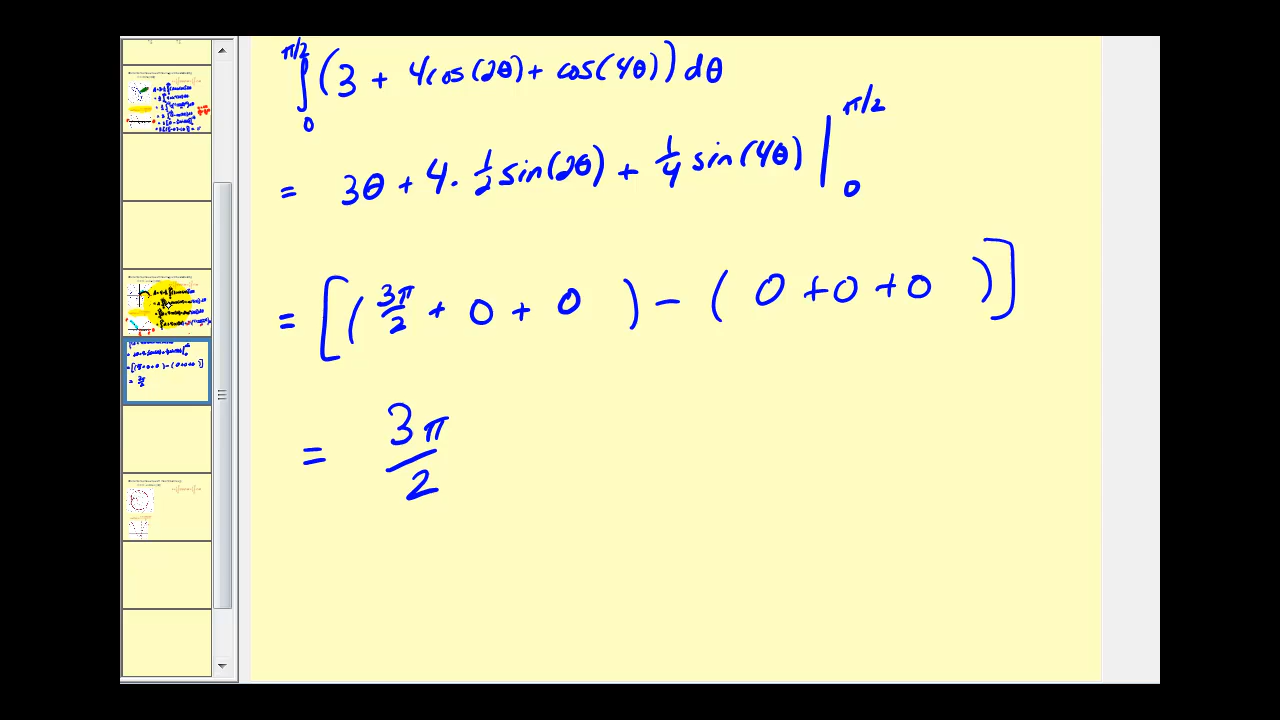 ∫₀^π/2 (3 + 4cos(2θ) + cos(4θ)) dθ
= 3θ + 4 · 1/2 sin(2θ) + 1/4 sin(4θ) |₀^π/2
= [(3π/2 + 0 + 0) − (0 + 0 + 0)]
= 3π/2